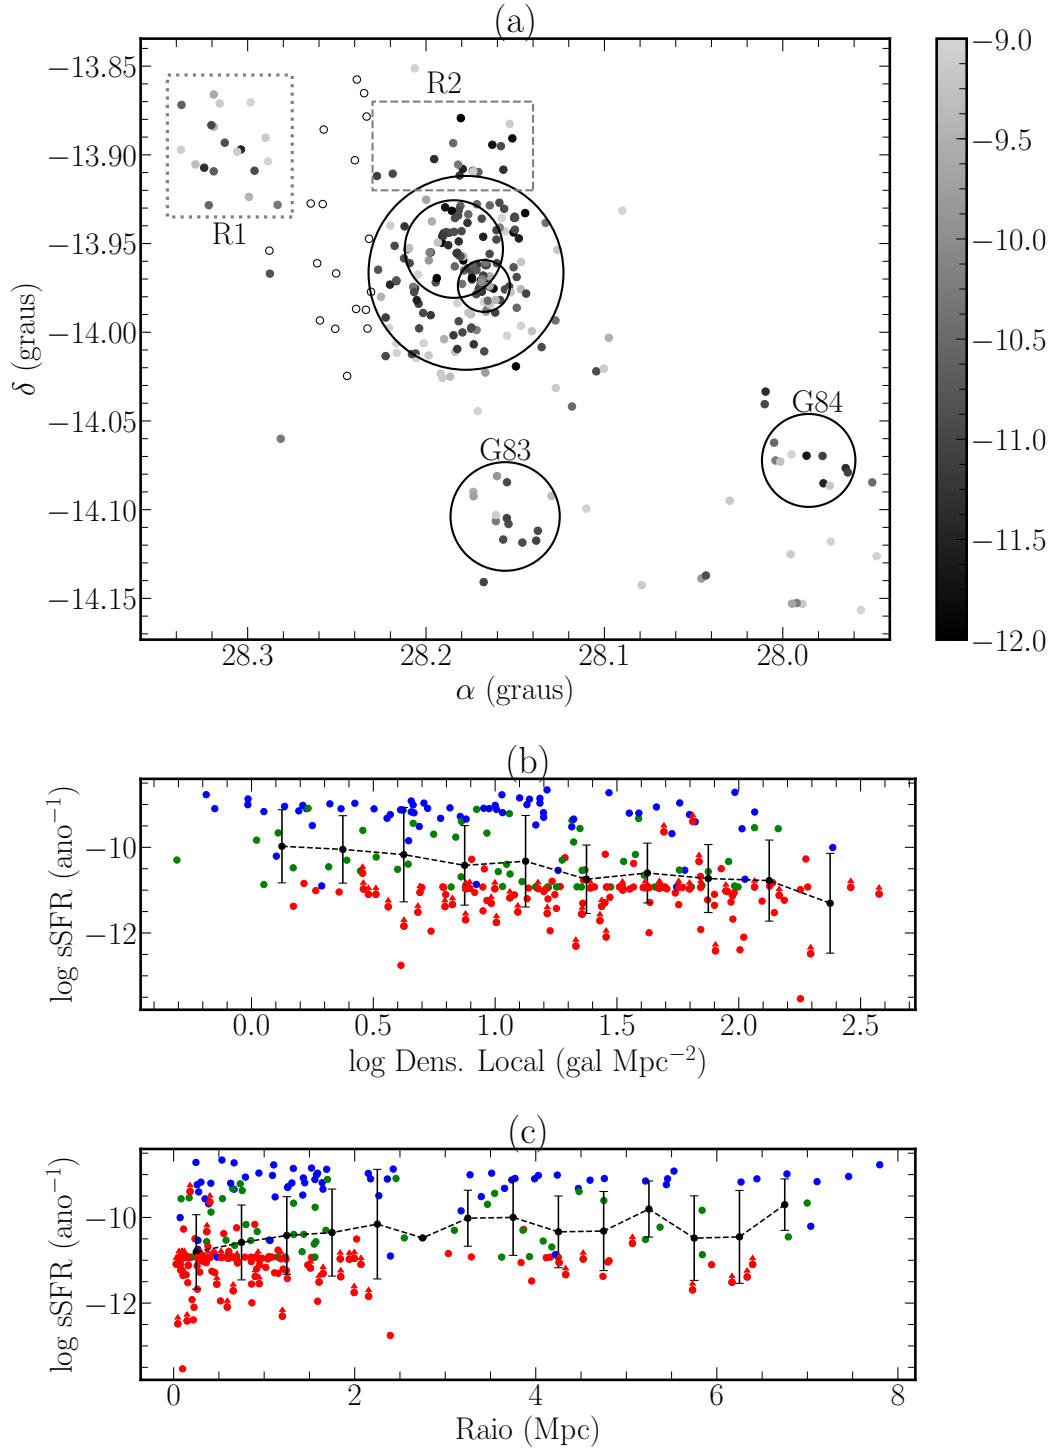 (a)
−13.85
−13.90
−13.95
−14.00
−14.05
−14.10
−14.15
δ (graus)
R1
R2
G83
G84
28.3
28.2
28.1
28.0
α (graus)
−9.0
−9.5
−10.0
−10.5
−11.0
−11.5
−12.0
(b)
−10
−12
log sSFR (ano⁻¹)
0.0
0.5
1.0
1.5
2.0
2.5
log Dens. Local (gal Mpc⁻²)
(c)
−10
−12
log sSFR (ano⁻¹)
0
2
4
6
8
Raio (Mpc)